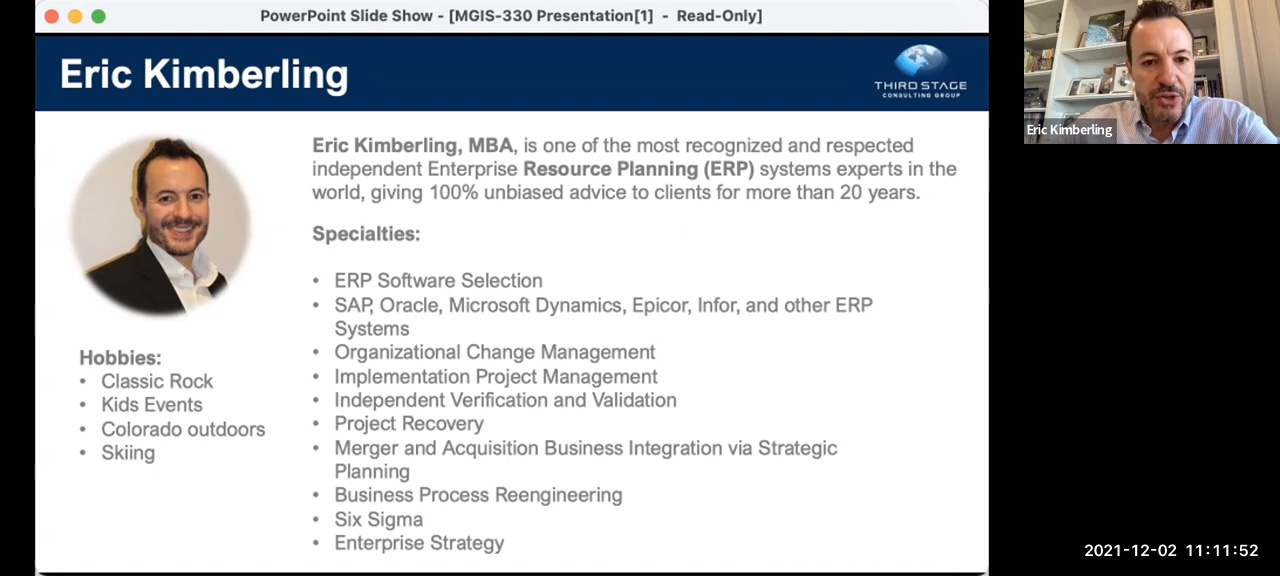 PowerPoint Slide Show - [MGIS-330 Presentation[1] - Read-Only]
Eric Kimberling
THIRD STAGE
CONSULTING GROUP
Eric Kimberling
Eric Kimberling, MBA, is one of the most recognized and respected
independent Enterprise Resource Planning (ERP) systems experts in the
world, giving 100% unbiased advice to clients for more than 20 years.
Specialties:
• ERP Software Selection
• SAP, Oracle, Microsoft Dynamics, Epicor, Infor, and other ERP
Systems
• Organizational Change Management
• Implementation Project Management
• Independent Verification and Validation
• Project Recovery
• Merger and Acquisition Business Integration via Strategic
Planning
• Business Process Reengineering
• Six Sigma
• Enterprise Strategy
Hobbies:
• Classic Rock
• Kids Events
• Colorado outdoors
• Skiing
2021-12-02 11:11:52